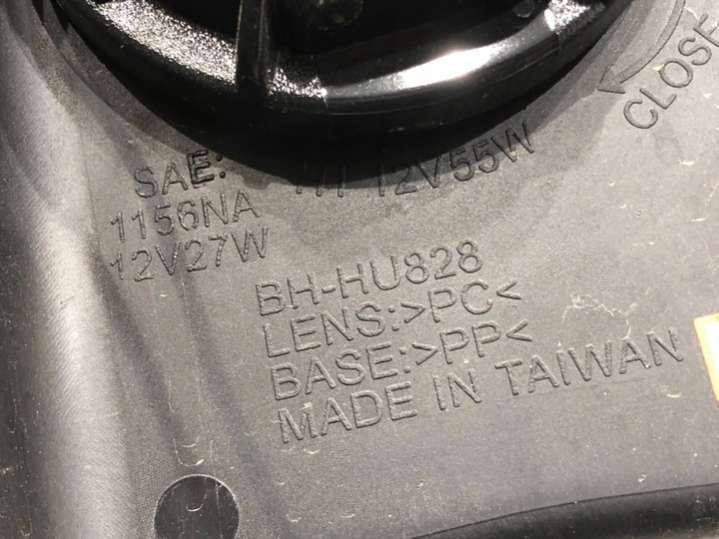 CLOSE
SAE:
12V55W
1156NA
12V27W
BH-HU828
LENS:>PC<
BASE:>PP<
MADE IN TAIWAN